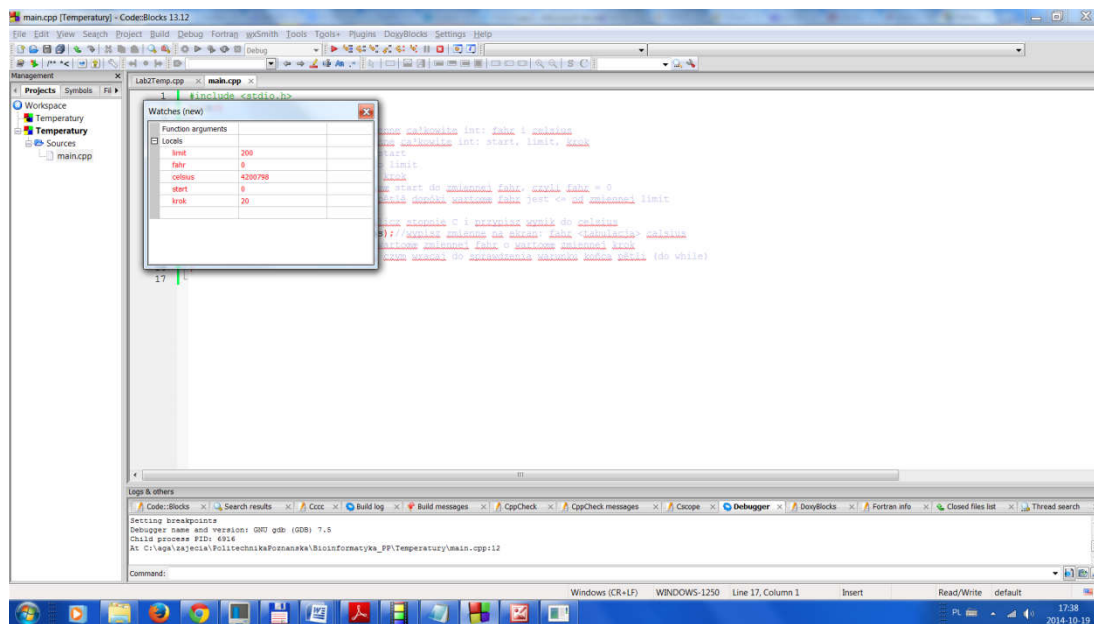 main.cpp [Temperatury] - Code::Blocks 13.12
File Edit View Search Project Build Debug Fortran wxSmith Tools Tools+ Plugins DoxyBlocks Settings Help
Debug
Management
Lab2Temp.cpp main.cpp
Projects Symbols Fil
Workspace
Temperatury
Temperatury
Sources
main.cpp
1 #include <stdio.h>
Watches (new)
Function arguments
Locals
limit 200
fahr 0
celsius 4200798
start 0
krok 20
całkowite int: fahr i celsius
int: start, limit, krok
start
limit
krok
start do zmiennej fahr, czyli fahr = 0
dopóki fahr jest <= od zmiennej limit
stopnie C i przypisz wynik do celsius
);//wypisz zmienne na ekran: fahr <tabulacja> celsius
zmiennej fahr o zmiennej krok
czym wracaj do sprawdzenia warunku końca pętli (do while)
17
Logs & others
Code::Blocks Search results Cccc Build log Build messages CppCheck CppCheck messages Cscope Debugger DoxyBlocks Fortran info Closed files list Thread search
Setting breakpoints
Debugger name and version: GNU gdb (GDB) 7.5
Child process PID: 6916
At C:\aga\zajecia\PolitechnikaPoznanska\Bioinformatyka_PP\Temperatury\main.cpp:12
Command:
Windows (CR+LF) WINDOWS-1250 Line 17, Column 1 Insert Read/Write default
PL 17:38
2014-10-19